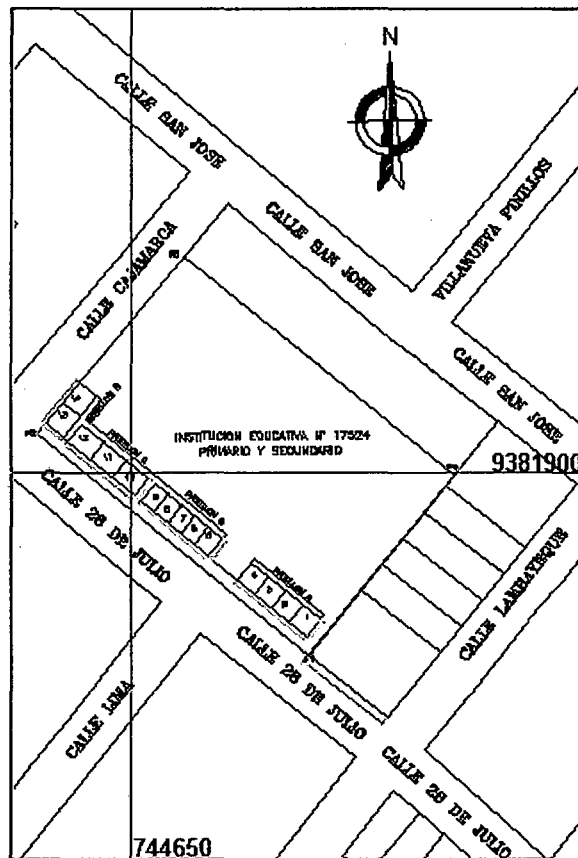 N
CALLE SAN JOSE
CALLE SAN JOSE
VILLANUEVA PINILLOS
CALLE CAJAMARCA
CALLE SAN JOSE
INSTITUCION EDUCATIVA N° 17524
PRIMARIO Y SECUNDARIO
9381900
CALLE 28 DE JULIO
CALLE LAMBAYEQUE
CALLE 28 DE JULIO
CALLE LIMA
CALLE 28 DE JULIO
744650